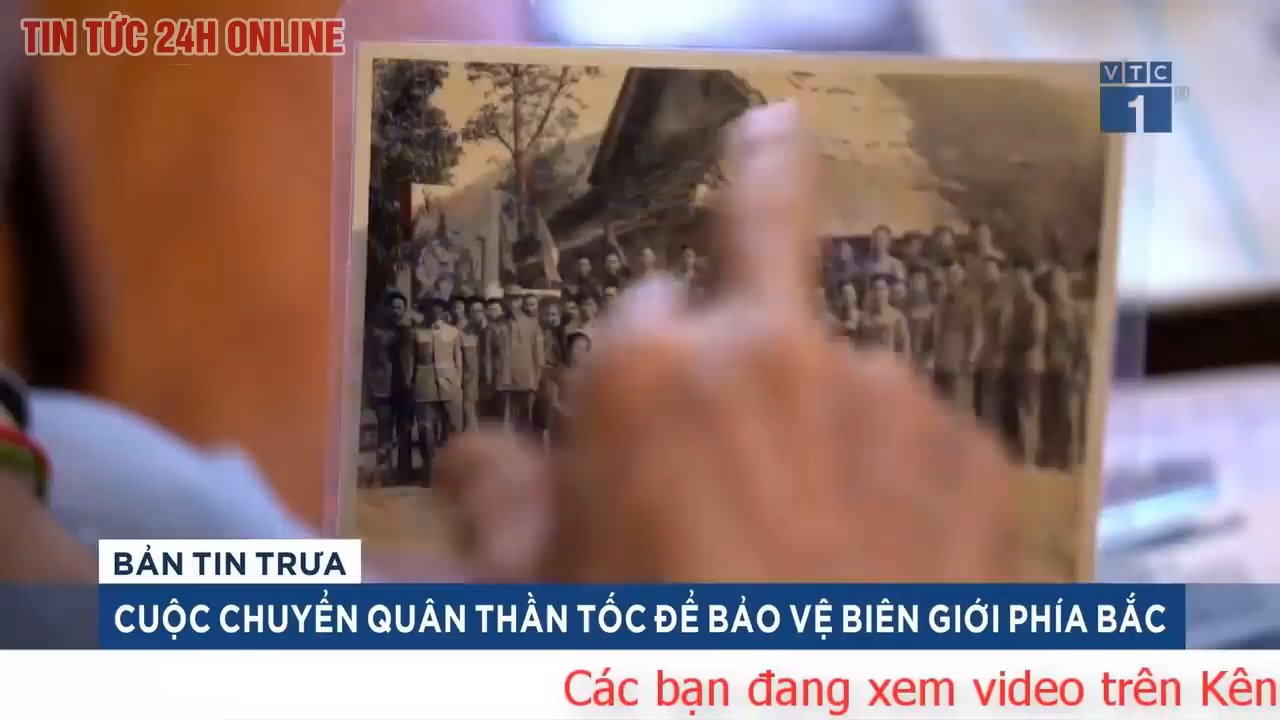 TIN TỨC 24H ONLINE
VTC
1
BẢN TIN TRƯA
CUỘC CHUYỂN QUÂN THẦN TỐC ĐỂ BẢO VỆ BIÊN GIỚI PHÍA BẮC
Các bạn đang xem video trên Kên